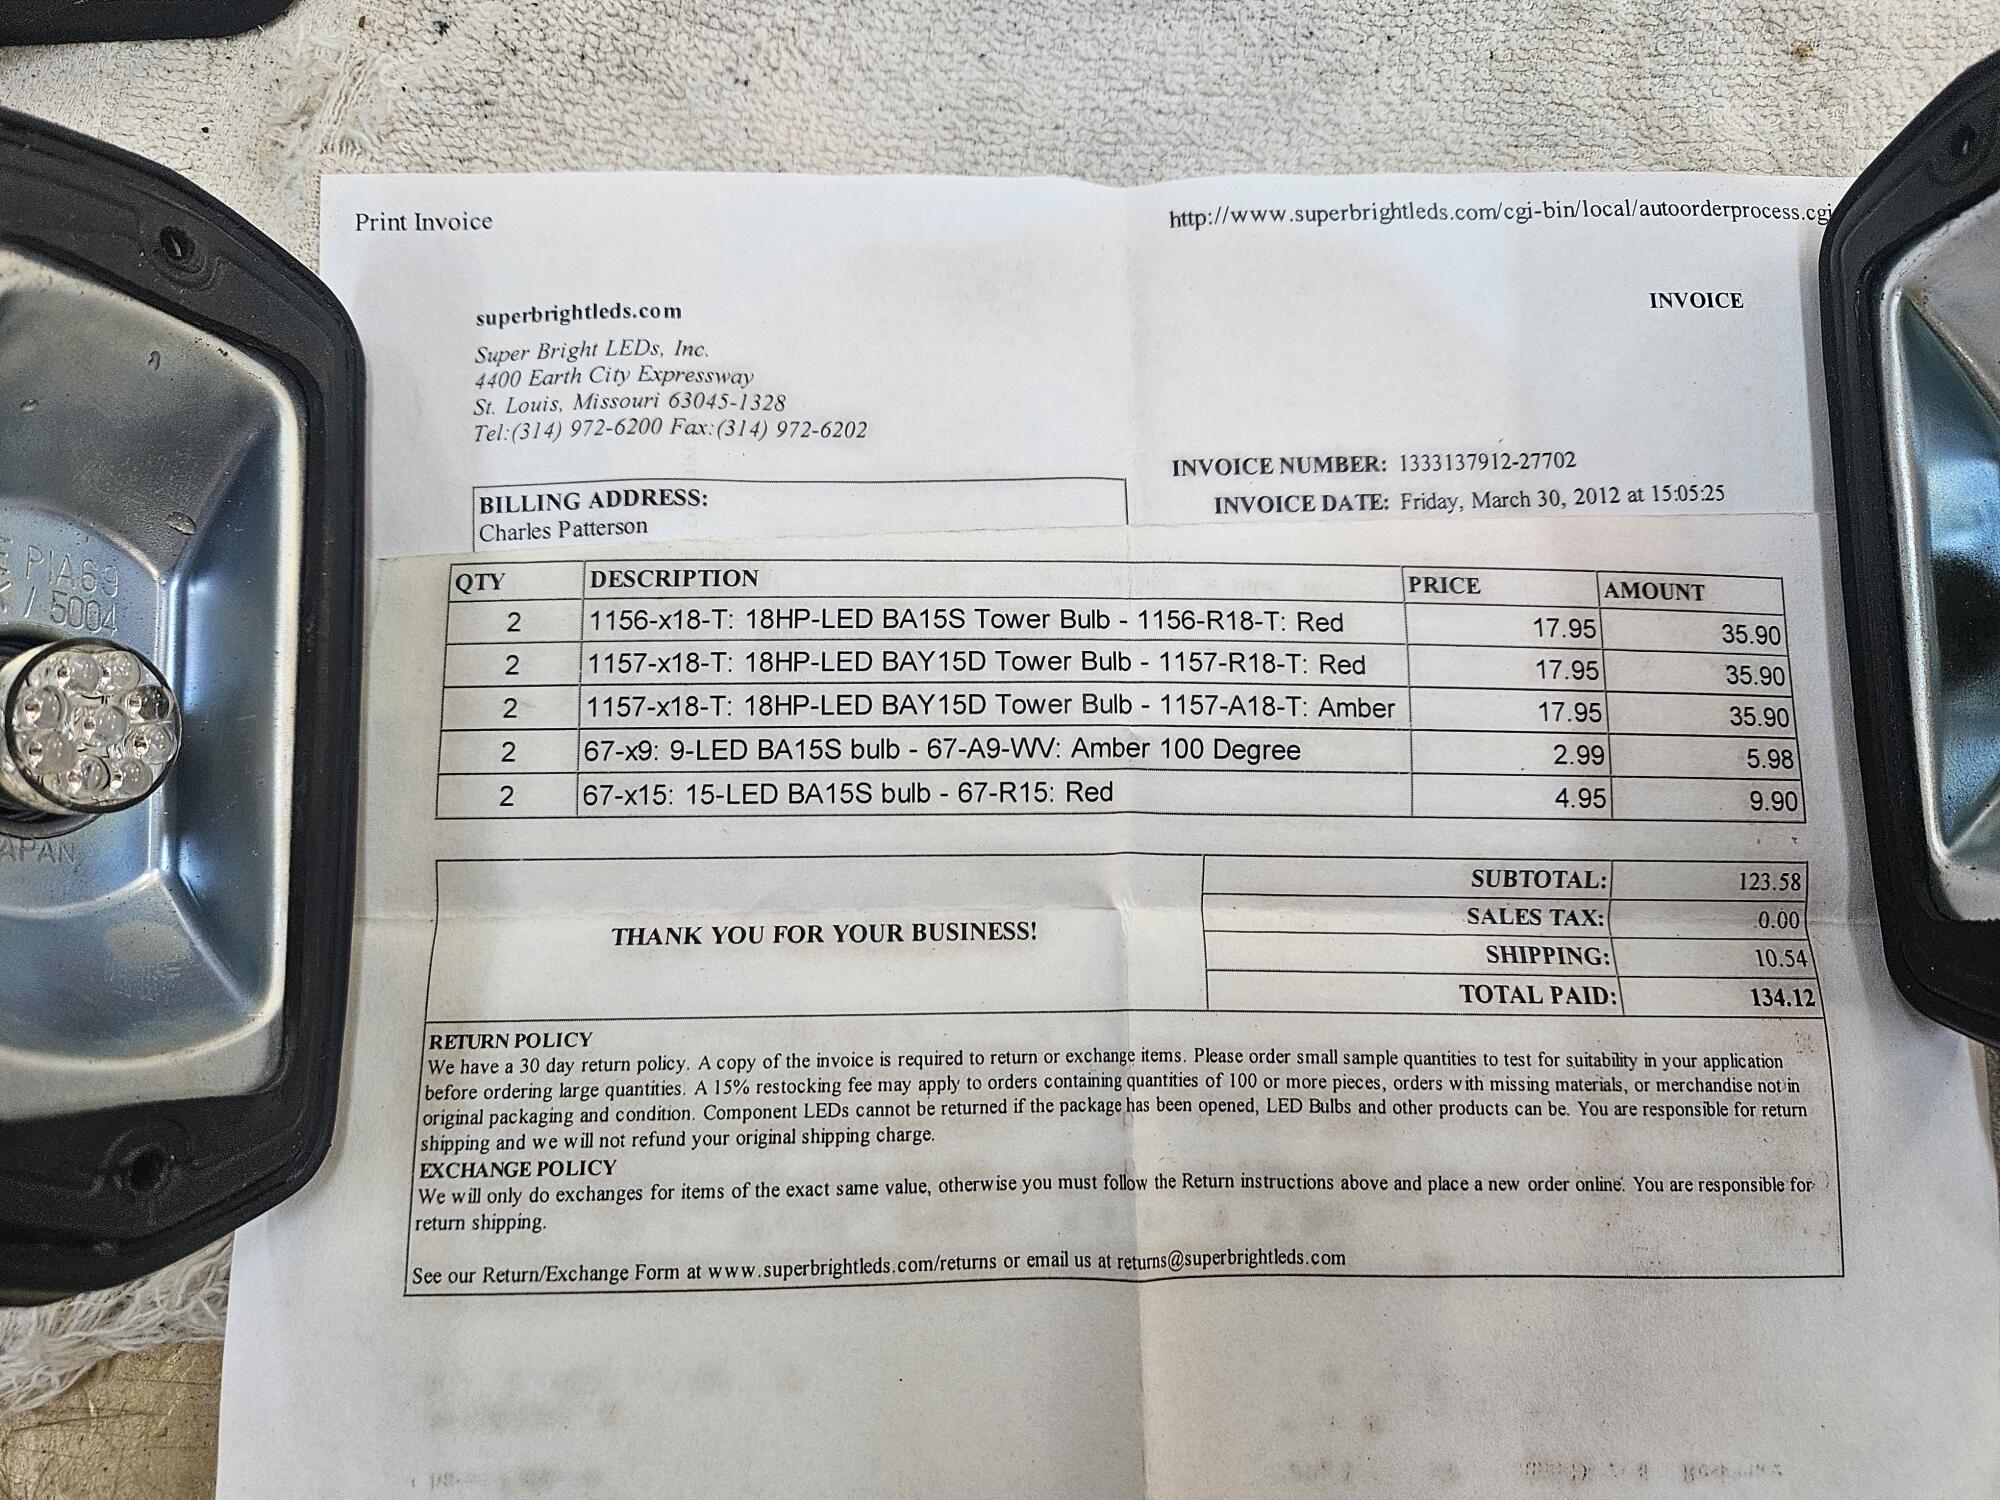 Print Invoice
http://www.superbrightleds.com/cgi-bin/local/autoorderprocess.cgi
INVOICE
superbrightleds.com
Super Bright LEDs, Inc.
4400 Earth City Expressway
St. Louis, Missouri 63045-1328
Tel:(314) 972-6200 Fax:(314) 972-6202
INVOICE NUMBER: 1333137912-27702
INVOICE DATE: Friday, March 30, 2012 at 15:05:25
BILLING ADDRESS:
Charles Patterson
QTY DESCRIPTION PRICE AMOUNT
2 1156-x18-T: 18HP-LED BA15S Tower Bulb - 1156-R18-T: Red 17.95 35.90
2 1157-x18-T: 18HP-LED BAY15D Tower Bulb - 1157-R18-T: Red 17.95 35.90
2 1157-x18-T: 18HP-LED BAY15D Tower Bulb - 1157-A18-T: Amber 17.95 35.90
2 67-x9: 9-LED BA15S bulb - 67-A9-WV: Amber 100 Degree 2.99 5.98
2 67-x15: 15-LED BA15S bulb - 67-R15: Red 4.95 9.90
THANK YOU FOR YOUR BUSINESS!
SUBTOTAL: 123.58
SALES TAX: 0.00
SHIPPING: 10.54
TOTAL PAID: 134.12
RETURN POLICY
We have a 30 day return policy. A copy of the invoice is required to return or exchange items. Please order small sample quantities to test for suitability in your application
before ordering large quantities. A 15% restocking fee may apply to orders containing quantities of 100 or more pieces, orders with missing materials, or merchandise not in
original packaging and condition. Component LEDs cannot be returned if the package has been opened, LED Bulbs and other products can be. You are responsible for return
shipping and we will not refund your original shipping charge.
EXCHANGE POLICY
We will only do exchanges for items of the exact same value, otherwise you must follow the Return instructions above and place a new order online. You are responsible for
return shipping.
See our Return/Exchange Form at www.superbrightleds.com/returns or email us at returns@superbrightleds.com
PIA69
/ 5004
APAN